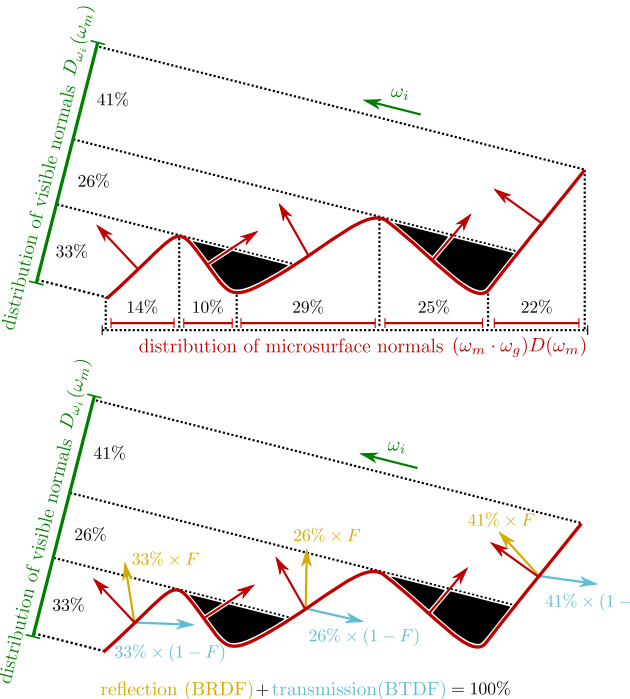 distribution of visible normals D_{ω_i}(ω_m)
41%
ω_i
26%
33%
14% 10% 29% 25% 22%
distribution of microsurface normals (ω_m · ω_g)D(ω_m)
distribution of visible normals D_{ω_i}(ω_m)
41%
ω_i
26%
33%
33% × F
26% × F
41% × F
33% × (1 − F)
26% × (1 − F)
41% × (1 −
reflection (BRDF) + transmission(BTDF) = 100%